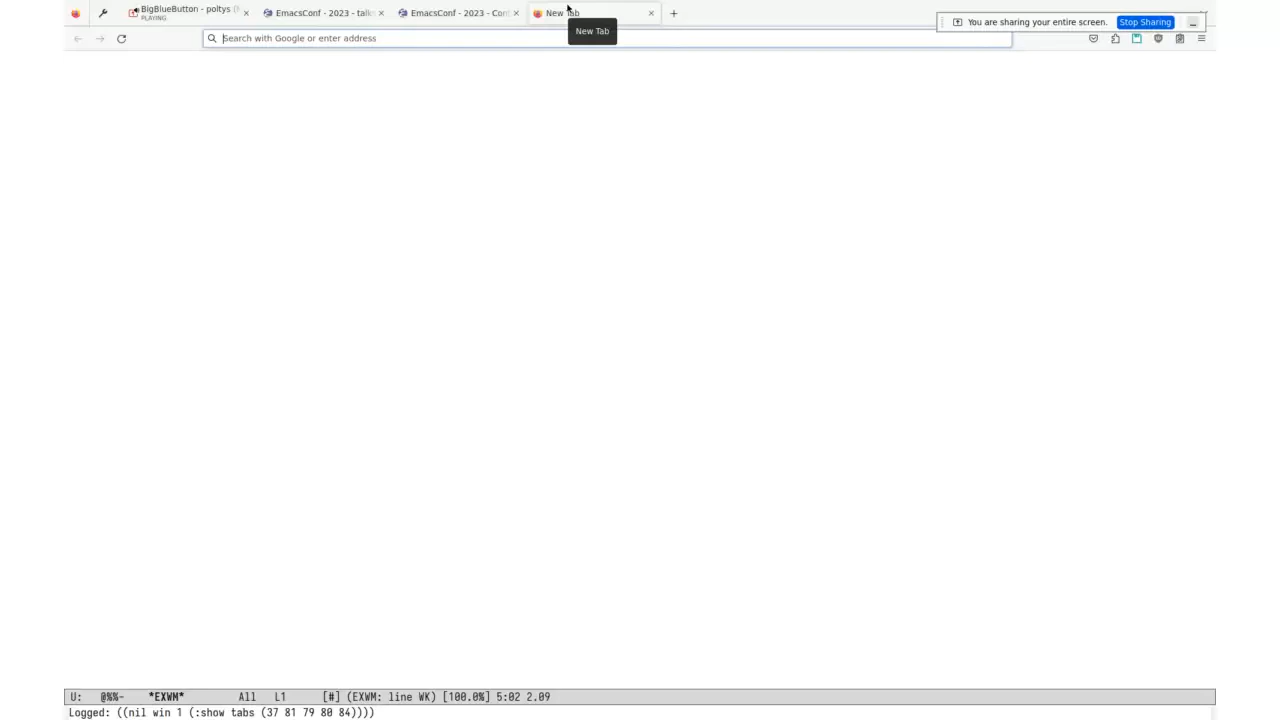 BigBlueButton - poltys (
PLAYING
EmacsConf - 2023 - talks
EmacsConf - 2023 - Con
New Tab
You are sharing your entire screen.
Stop Sharing
New Tab
Search with Google or enter address
U: @%%- *EXWM* All L1 [#] (EXWM: line WK) [100.0%] 5:02 2.09
Logged: ((nil win 1 (:show tabs (37 81 79 80 84))))